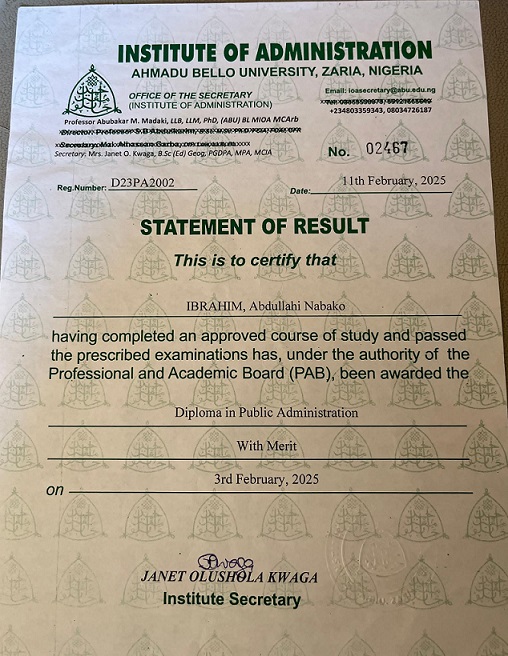 INSTITUTE OF ADMINISTRATION
AHMADU BELLO UNIVERSITY, ZARIA, NIGERIA
OFFICE OF THE SECRETARY
(INSTITUTE OF ADMINISTRATION)
Email: ioasecretary@abu.edu.ng
+234803359343, 08034726187
Professor Abubakar M. Madaki, LLB, LLM, PhD, (ABU) BL MIOA MCArb
Secretary: Mrs. Janet O. Kwaga, B.Sc (Ed) Geog, PGDPA, MPA, MCIA
No. 02467
Reg.Number: D23PA2002
Date: 11th February, 2025
STATEMENT OF RESULT
This is to certify that
IBRAHIM, Abdullahi Nabako
having completed an approved course of study and passed
the prescribed examinations has, under the authority of the
Professional and Academic Board (PAB), been awarded the
Diploma in Public Administration
With Merit
on 3rd February, 2025
JANET OLUSHOLA KWAGA
Institute Secretary